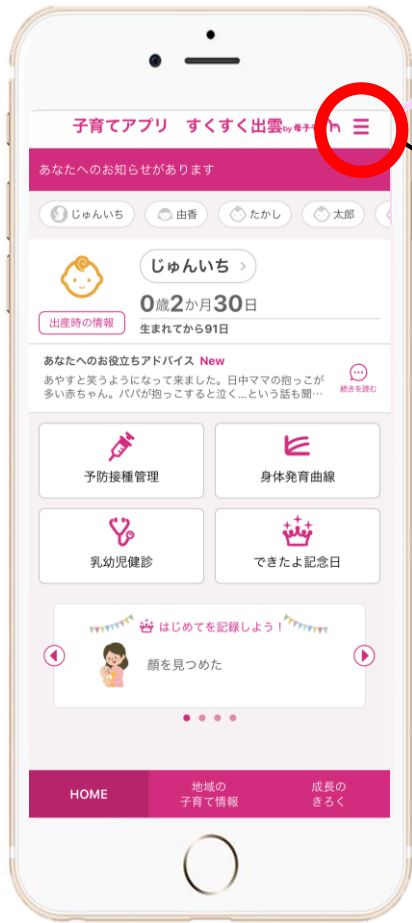 子育てアプリ すくすく出雲by母子モ
あなたへのお知らせがあります
じゅんいち
由香
たかし
太郎
じゅんいち >
0歳2か月30日
出産時の情報
生まれてから91日
あなたへのお役立ちアドバイス New
あやすと笑うようになって来ました。日中ママの抱っこが
多い赤ちゃん。パパが抱っこすると泣く...という話も聞…
続きを読む
予防接種管理
身体発育曲線
乳幼児健診
できたよ記念日
はじめてを記録しよう!
顔を見つめた
HOME
地域の
子育て情報
成長の
きろく